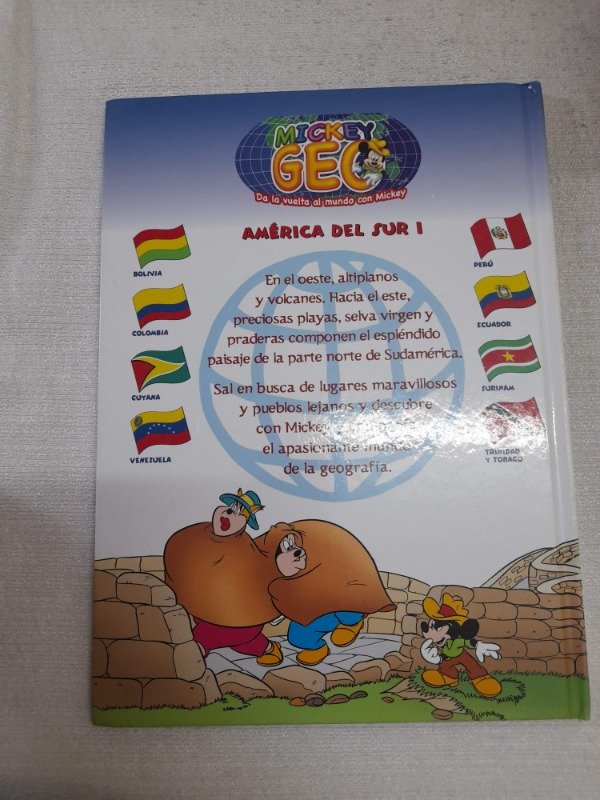 MICKEY
GEO
Da la vuelta al mundo con Mickey
AMÉRICA DEL SUR I
BOLIVIA
PERÚ
COLOMBIA
ECUADOR
GUYANA
SURINAM
VENEZUELA
TRINIDAD
Y TOBAGO
En el oeste, altiplanos
y volcanes. Hacia el este,
preciosas playas, selva virgen y
praderas componen el espléndido
paisaje de la parte norte de Sudamérica.
Sal en busca de lugares maravillosos
y pueblos lejanos y descubre
con Mickey
el apasionante mundo
de la geografía.